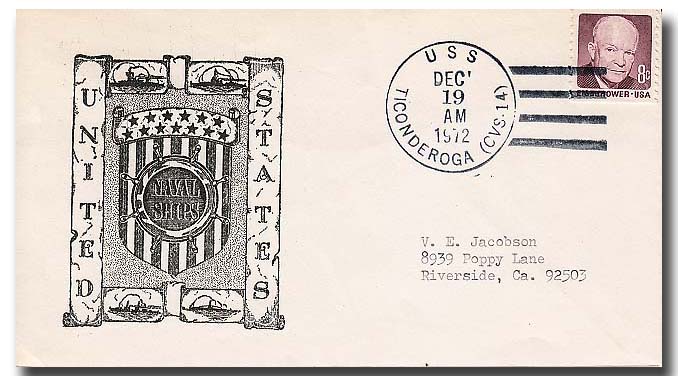 UNITED
STATES
NAVAL
SHIPS
USS
TICONDEROGA (CVS-14)
DEC
19
AM
1972
8¢
EISENHOWER·USA
V. E. Jacobson
8939 Poppy Lane
Riverside, Ca. 92503